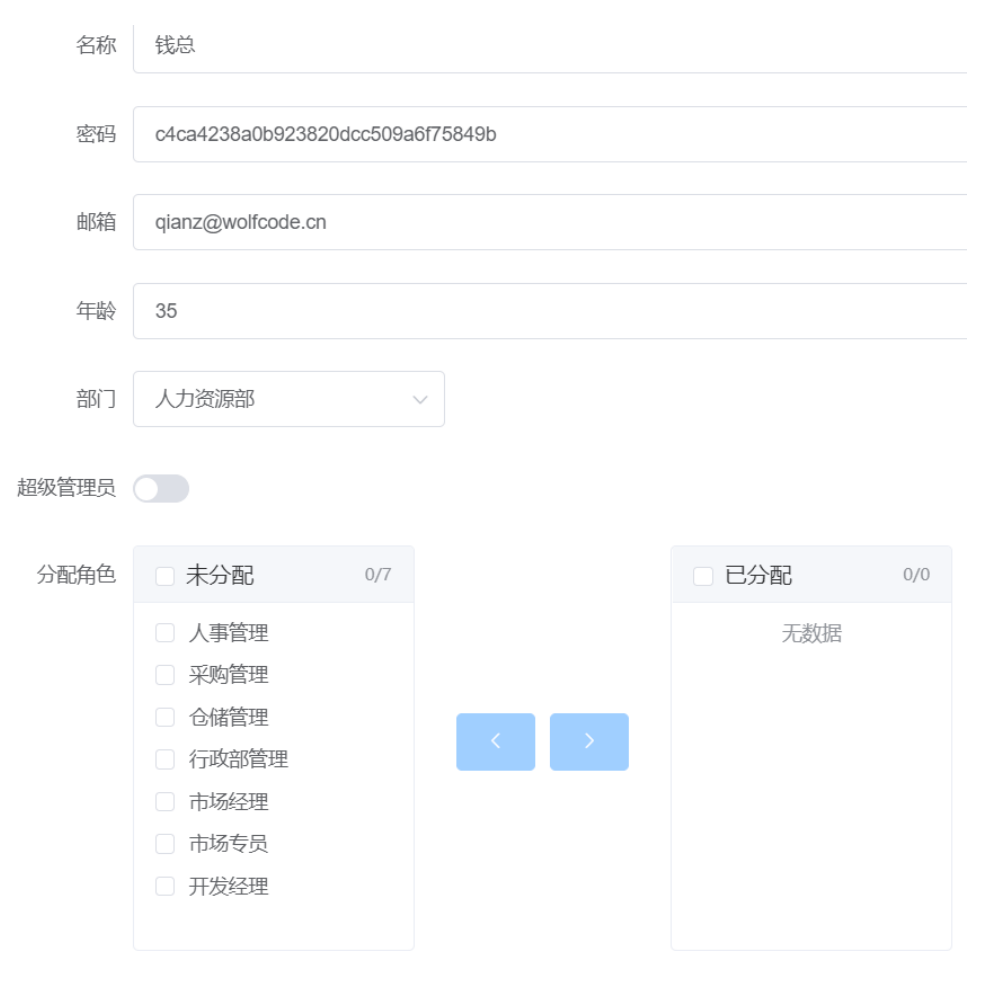 名称 钱总
密码 c4ca4238a0b923820dcc509a6f75849b
邮箱 qianz@wolfcode.cn
年龄 35
部门 人力资源部
超级管理员
分配角色 未分配 0/7 已分配 0/0
人事管理 无数据
采购管理
仓储管理
行政部管理
市场经理
市场专员
开发经理